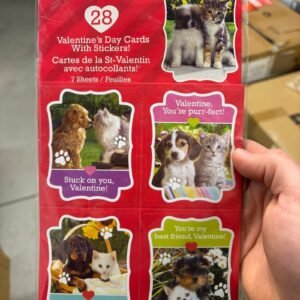 28
Valentine's Day Cards
With Stickers!
Cartes de la St-Valentin
avec autocollants!
7 Sheets / Feuilles
Valentine,
You're purr-fect!
Stuck on you,
Valentine!
You're my
best friend, Valentine!